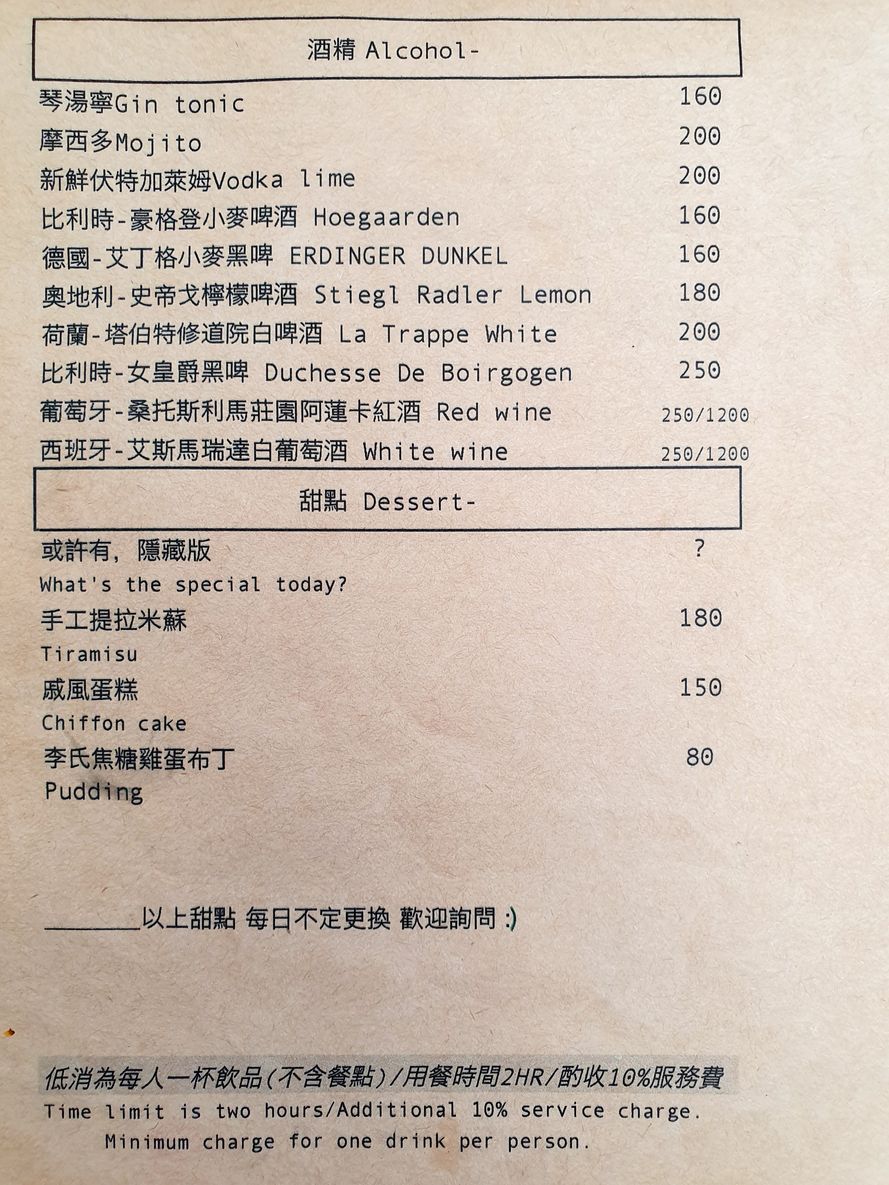 酒精 Alcohol-
琴湯寧Gin tonic 160
摩西多Mojito 200
新鮮伏特加萊姆Vodka lime 200
比利時-豪格登小麥啤酒 Hoegaarden 160
德國-艾丁格小麥黑啤 ERDINGER DUNKEL 160
奧地利-史帝戈檸檬啤酒 Stiegl Radler Lemon 180
荷蘭-塔伯特修道院白啤酒 La Trappe White 200
比利時-女皇爵黑啤 Duchesse De Boirgogen 250
葡萄牙-桑托斯利馬莊園阿蓮卡紅酒 Red wine 250/1200
西班牙-艾斯馬瑞達白葡萄酒 White wine 250/1200
甜點 Dessert-
或許有, 隱藏版 ?
What's the special today?
手工提拉米蘇 180
Tiramisu
戚風蛋糕 150
Chiffon cake
李氏焦糖雞蛋布丁 80
Pudding
________以上甜點 每日不定更換 歡迎詢問 :)
低消為每人一杯飲品(不含餐點)/用餐時間2HR/酌收10%服務費
Time limit is two hours/Additional 10% service charge.
Minimum charge for one drink per person.